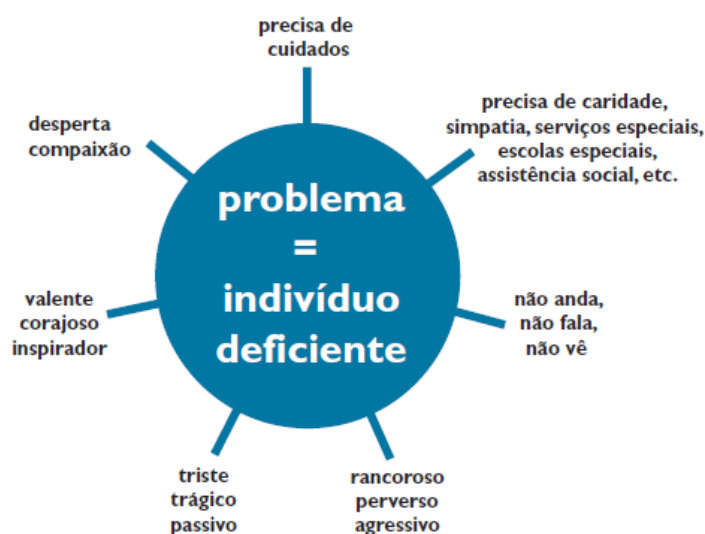 precisa de
cuidados
desperta
compaixão
precisa de caridade,
simpatia, serviços especiais,
escolas especiais,
assistência social, etc.
problema
=
indivíduo
deficiente
valente
corajoso
inspirador
não anda,
não fala,
não vê
triste
trágico
passivo
rancoroso
perverso
agressivo